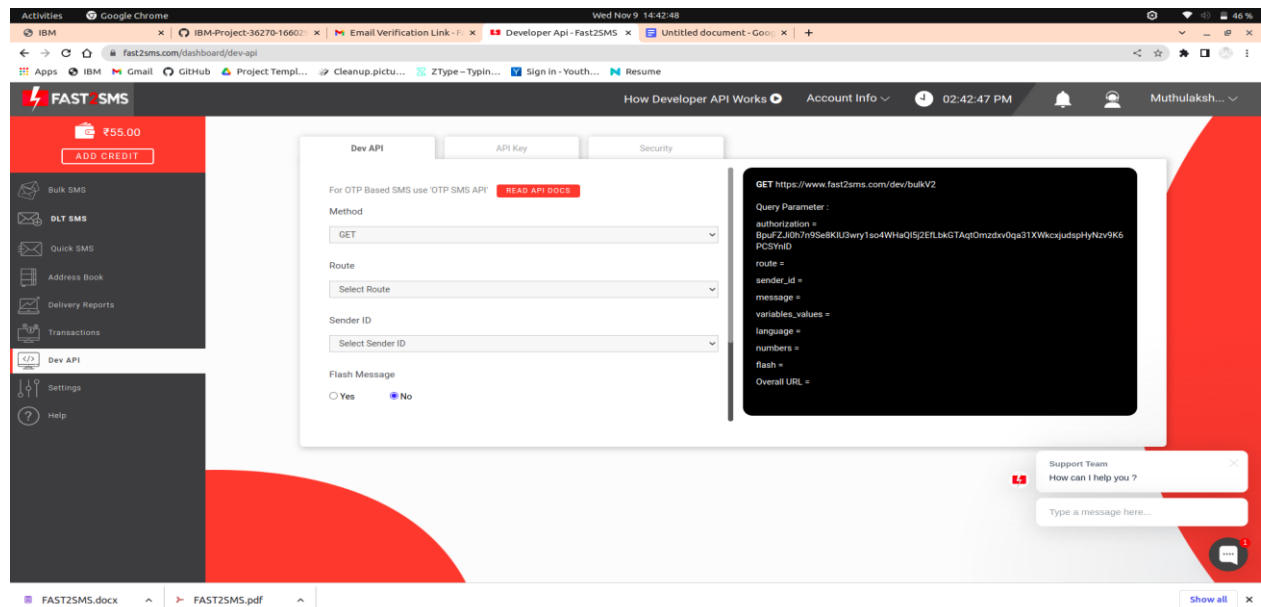 Activities Google Chrome Wed Nov 9 14:42:48 46 %
IBM IBM-Project-36270-16602 Email Verification Link - F Developer Api - Fast2SMS Untitled document - Goog
fast2sms.com/dashboard/dev-api
Apps IBM Gmail GitHub Project Templ... Cleanup.pictu... ZType – Typin... Sign in - Youth... Resume
FAST2SMS How Developer API Works Account Info 02:42:47 PM Muthulaksh...
₹55.00
ADD CREDIT
Bulk SMS
DLT SMS
Quick SMS
Address Book
Delivery Reports
Transactions
Dev API
Settings
Help
Dev API API Key Security
For OTP Based SMS use 'OTP SMS API' READ API DOCS
Method
GET
Route
Select Route
Sender ID
Select Sender ID
Flash Message
Yes No
GET https://www.fast2sms.com/dev/bulkV2
Query Parameter :
authorization =
BpuFZJi0h7n9Se8KIU3wry1so4WHaQI5j2EfLbkGTAqtOmzdxv0qa31XWkcxjudspHyNzv9K6
PCSYnID
route =
sender_id =
message =
variables_values =
language =
numbers =
flash =
Overall URL =
Support Team
How can I help you ?
Type a message here...
1
FAST2SMS.docx FAST2SMS.pdf Show all